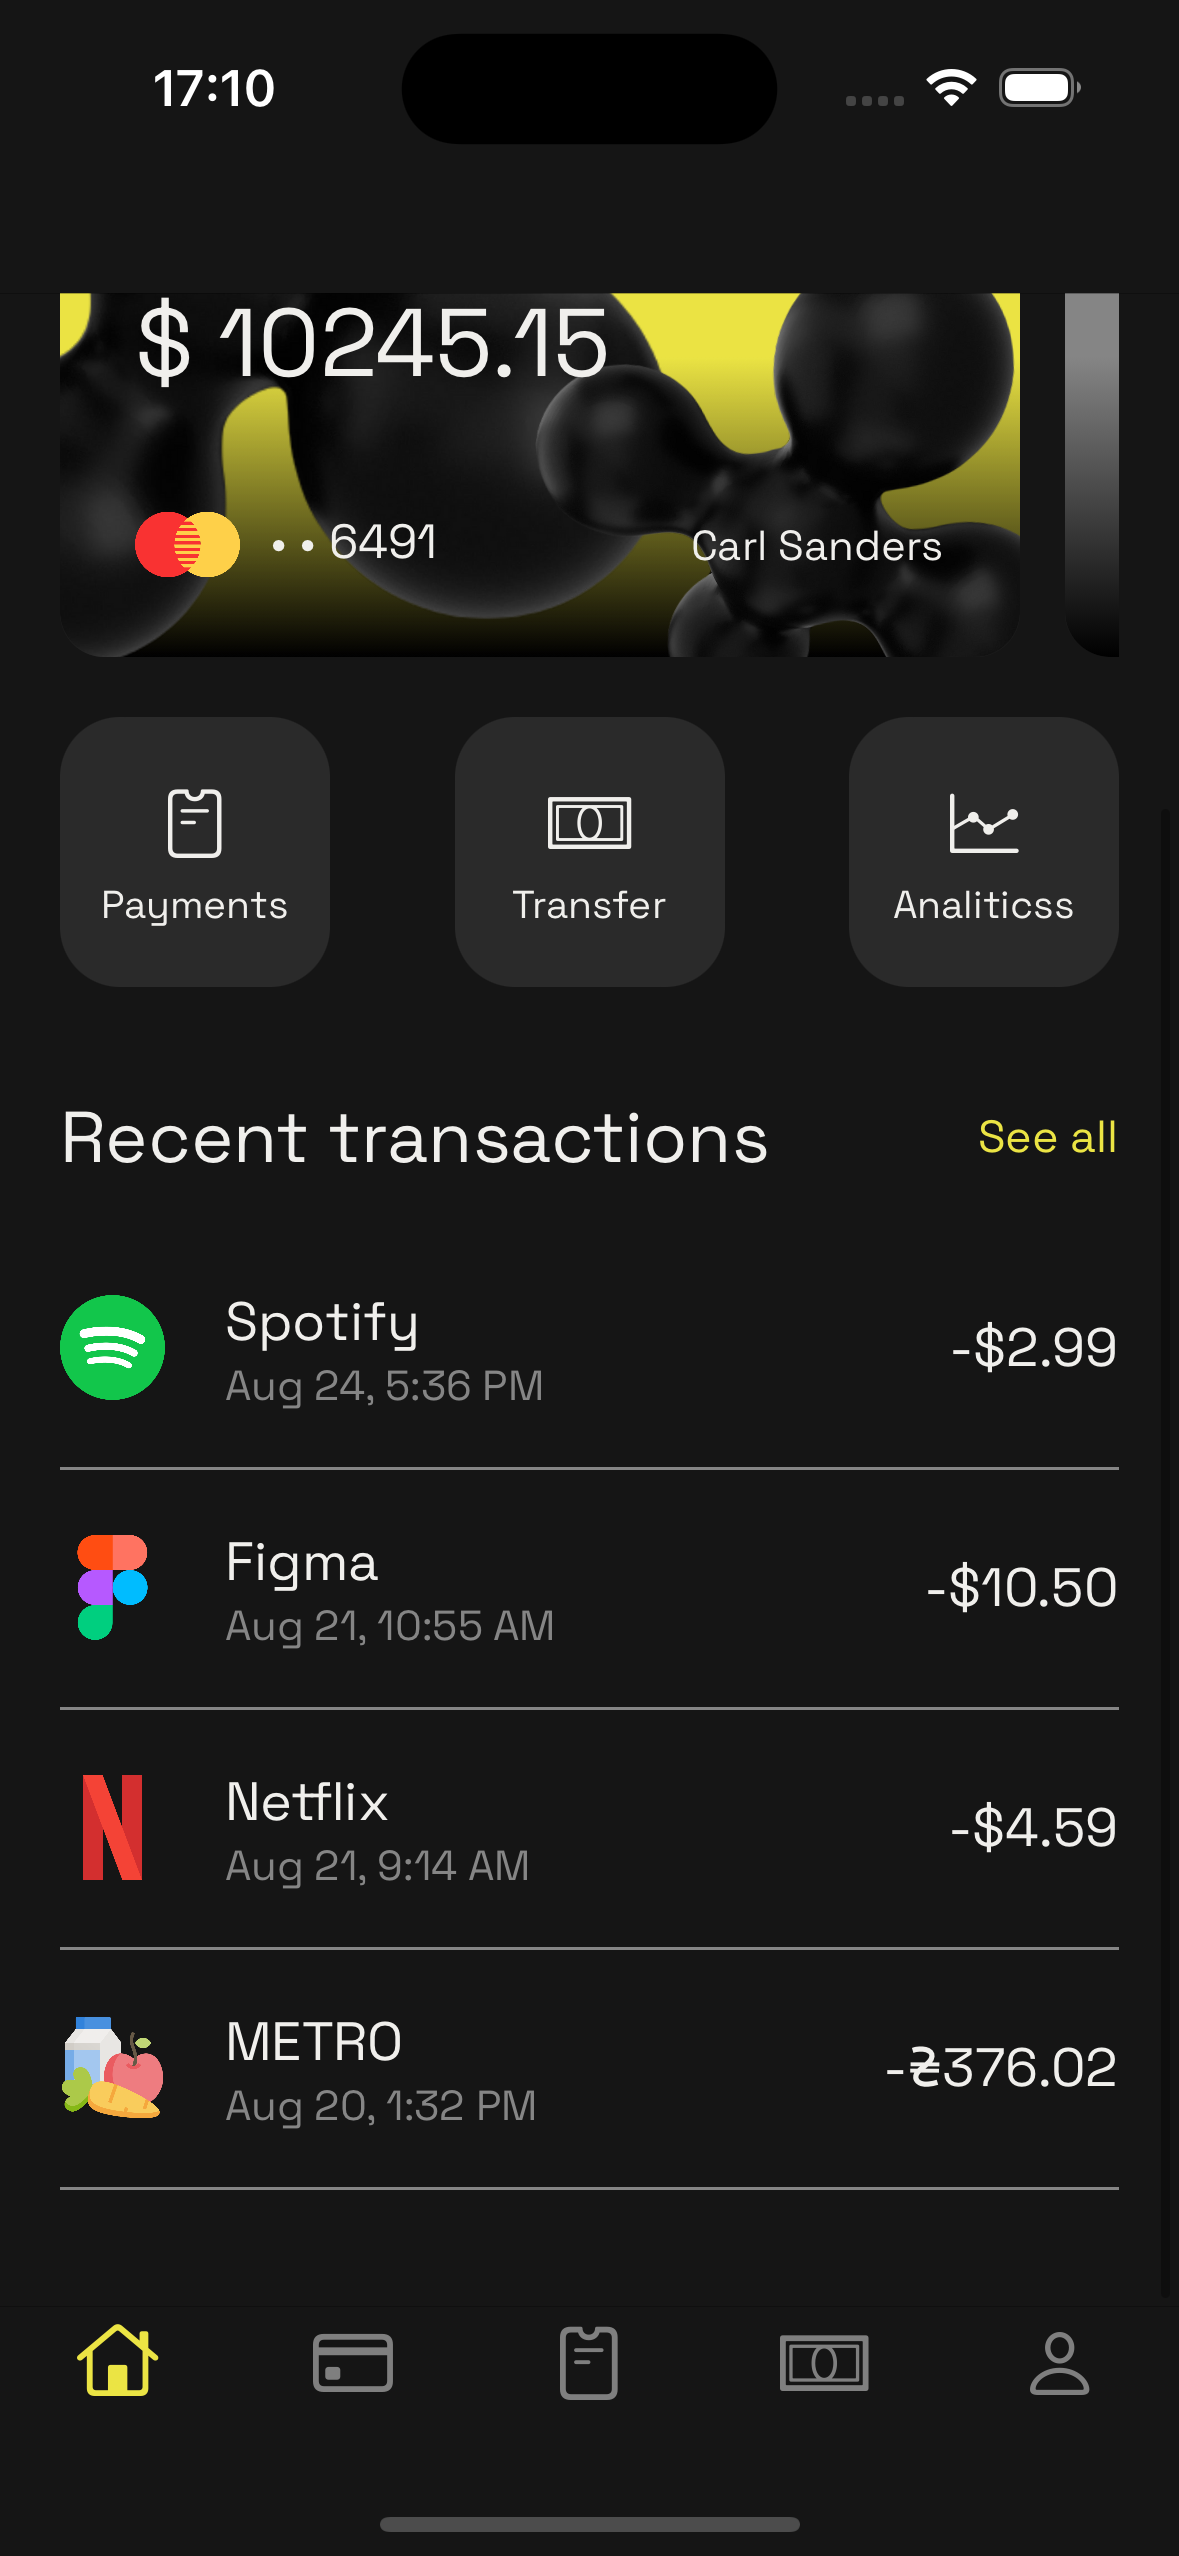 17:10
$ 10245.15
•• 6491
Carl Sanders
Payments
Transfer
Analiticss
Recent transactions
See all
Spotify
-$2.99
Aug 24, 5:36 PM
Figma
-$10.50
Aug 21, 10:55 AM
Netflix
-$4.59
Aug 21, 9:14 AM
METRO
-₴376.02
Aug 20, 1:32 PM